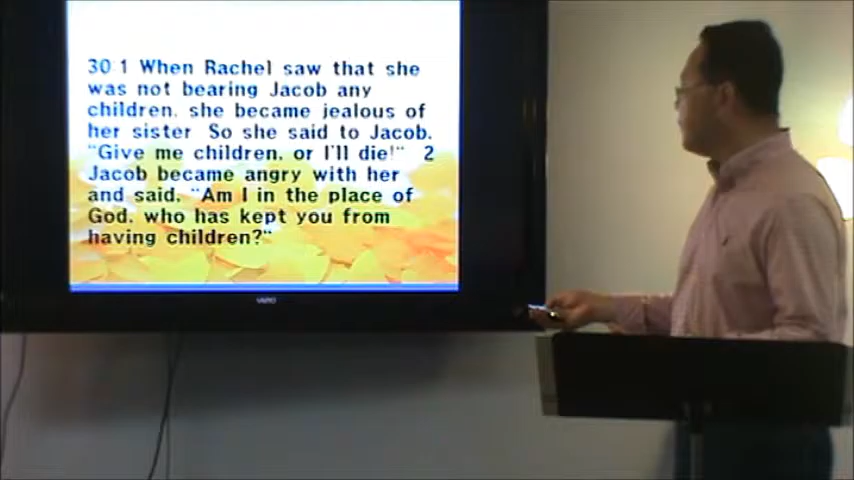 30:1 When Rachel saw that she
was not bearing Jacob any
children, she became jealous of
her sister. So she said to Jacob,
"Give me children, or I'll die!" 2
Jacob became angry with her
and said, "Am I in the place of
God, who has kept you from
having children?"
VIZIO